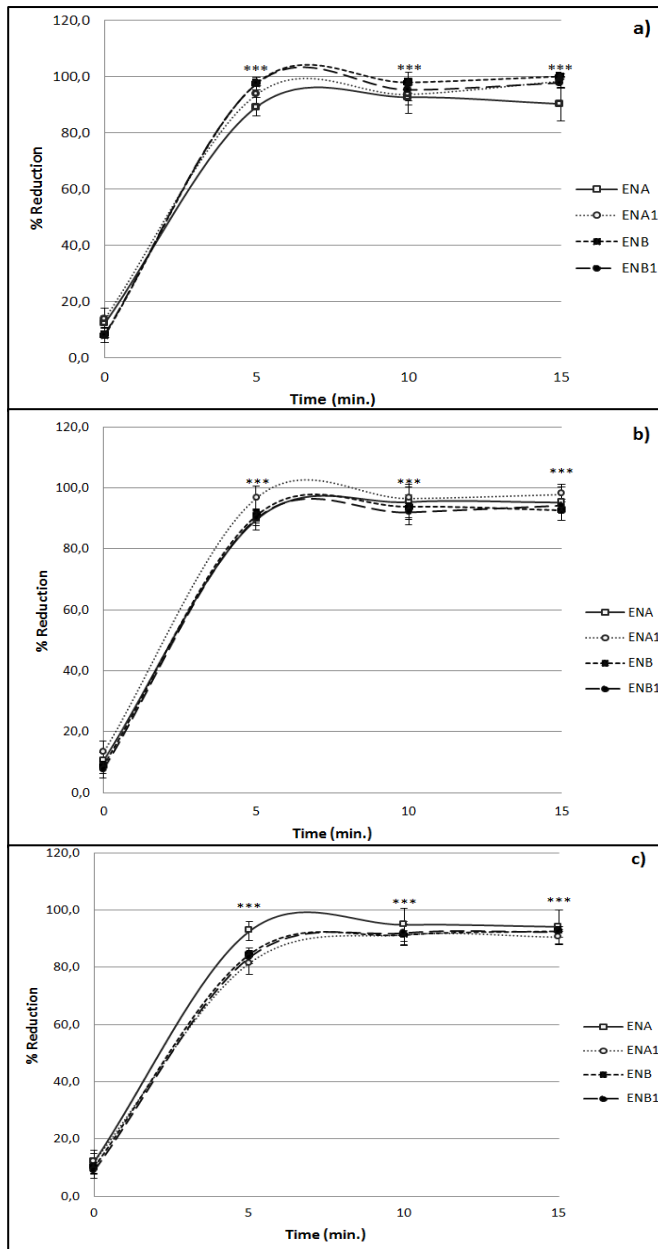 a)
120,0
100,0
80,0
60,0
40,0
20,0
0,0
% Reduction
*** *** ***
ENA
ENA1
ENB
ENB1
0 5 10 15
Time (min.)
b)
120,0
100,0
80,0
60,0
40,0
20,0
0,0
% Reduction
*** *** ***
ENA
ENA1
ENB
ENB1
0 5 10 15
Time (min.)
c)
120,0
100,0
80,0
60,0
40,0
20,0
0,0
% Reduction
*** *** ***
ENA
ENA1
ENB
ENB1
0 5 10 15
Time (min.)